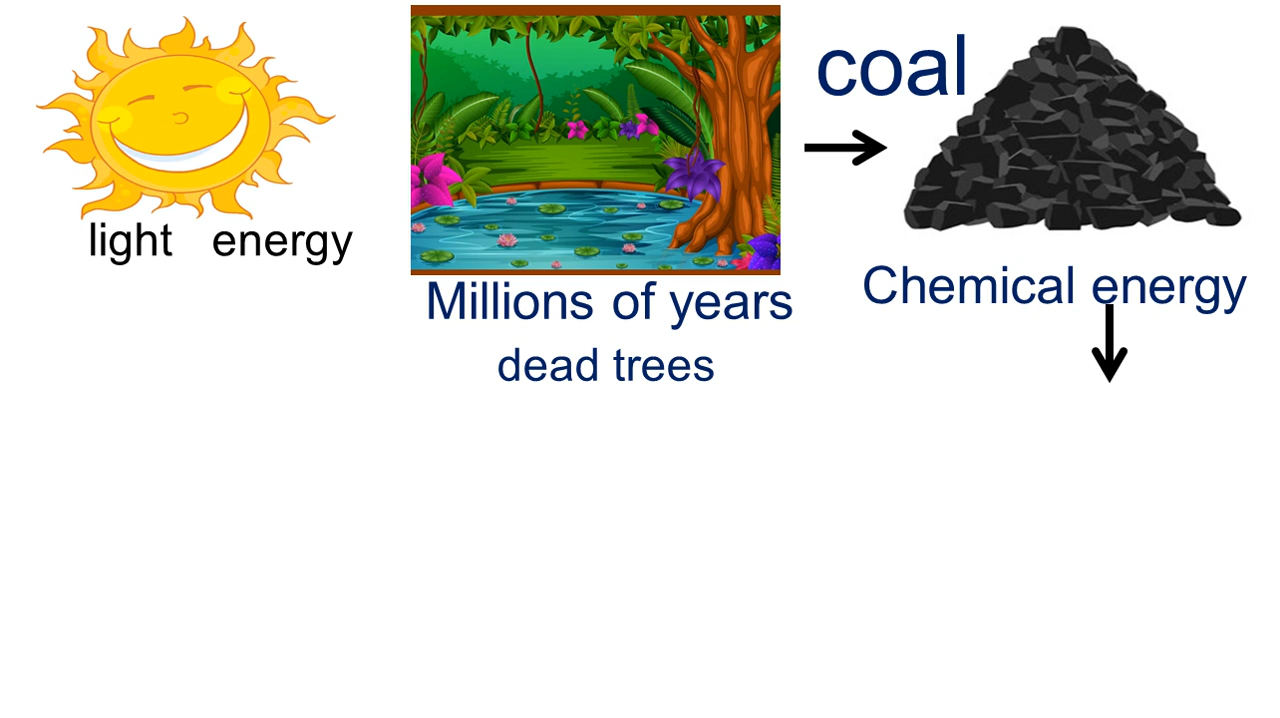 light energy
Millions of years
dead trees
coal
Chemical energy